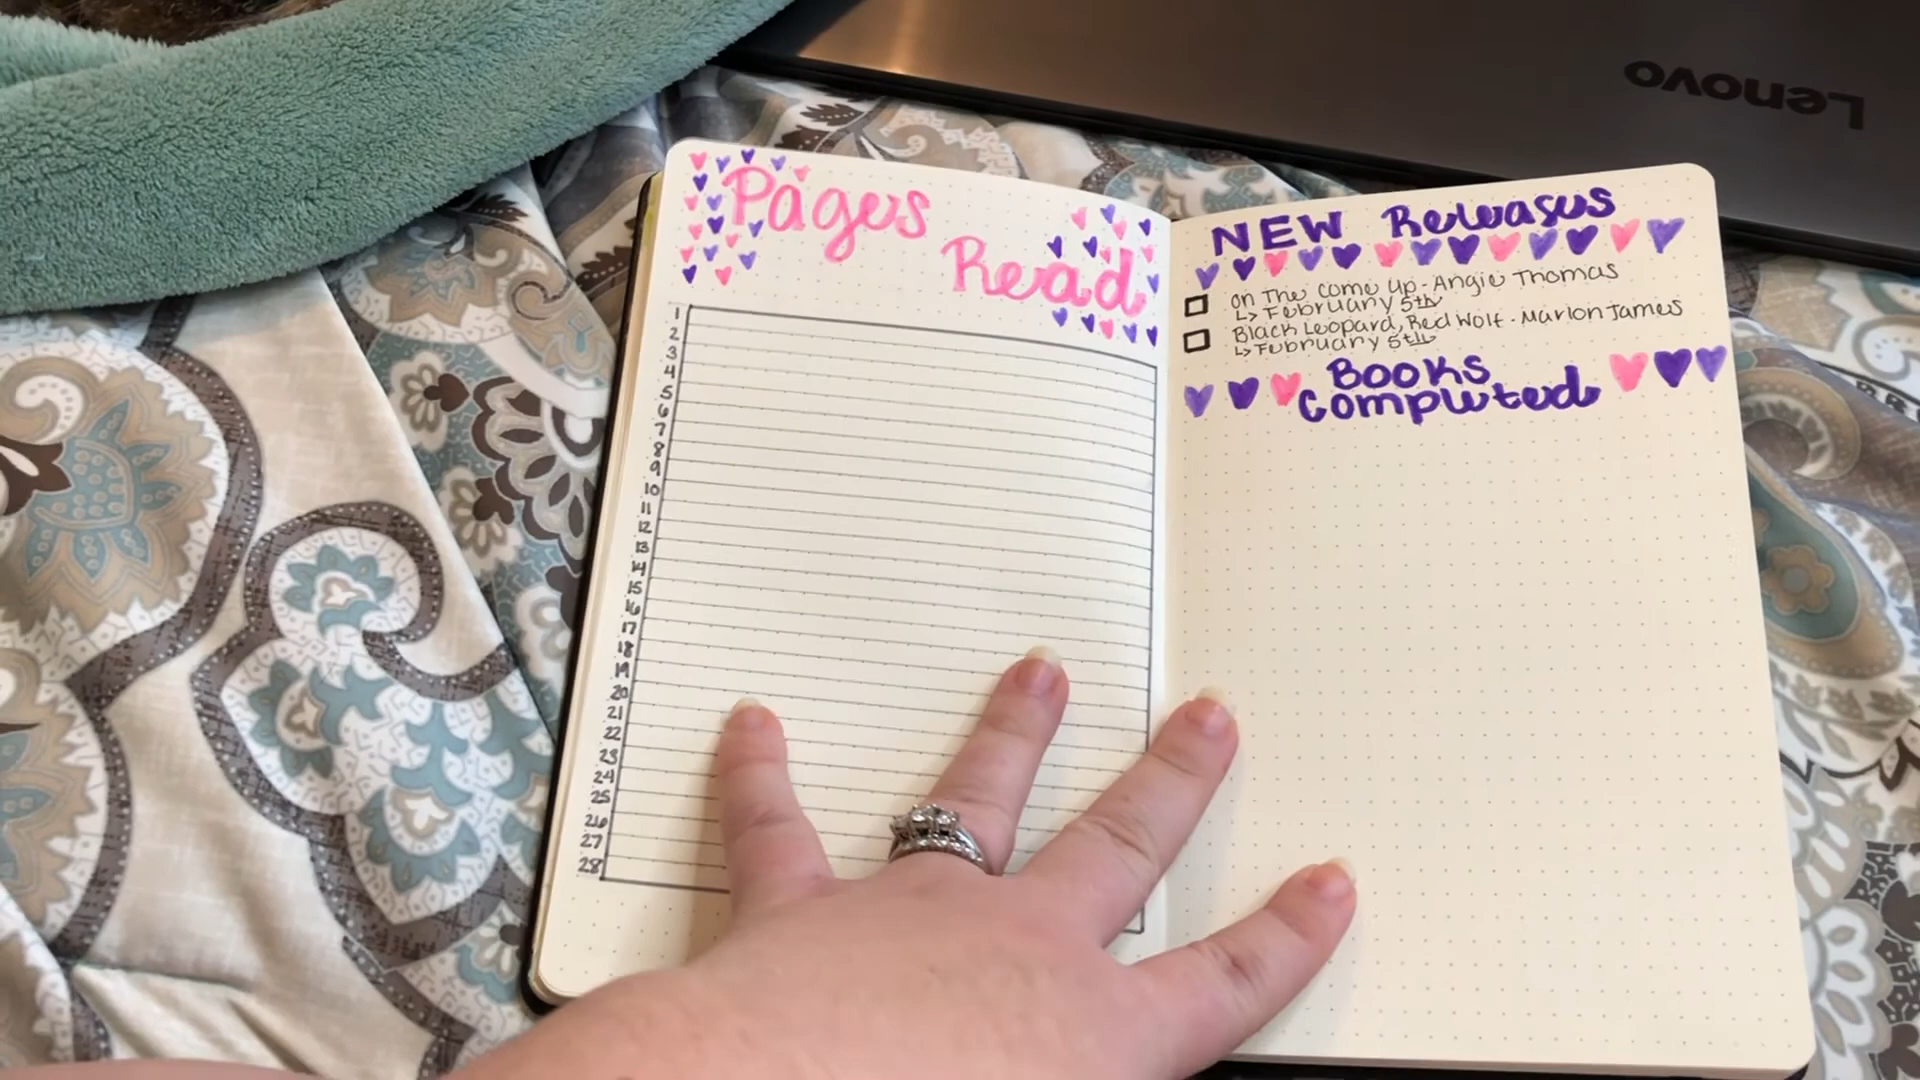 Pages
Read
1
2
3
4
5
6
7
8
9
10
11
12
13
14
15
16
17
18
19
20
21
22
23
24
25
26
27
28
NEW Releases
On The Come Up - Angie Thomas
↳ February 5th
Black Leopard, Red Wolf - Marlon James
↳ February 5th
Books
Completed
Lenovo